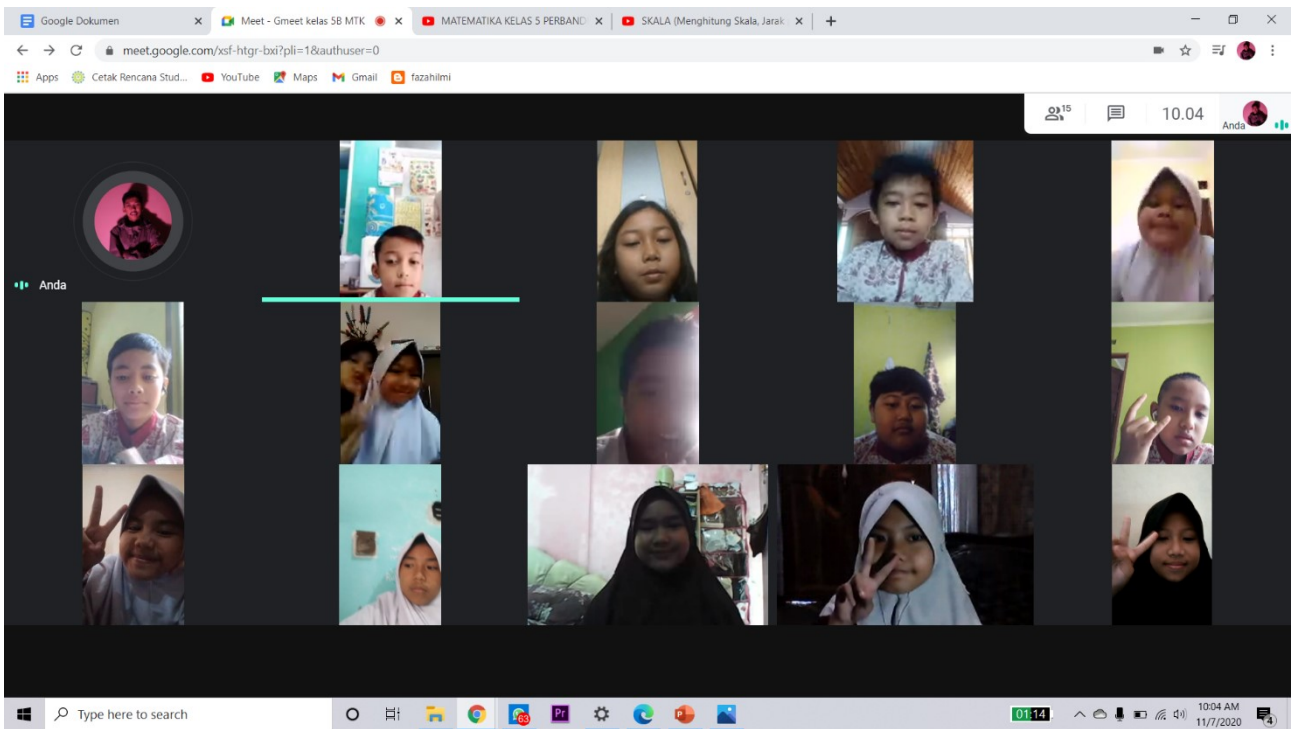 Google Dokumen
Meet - Gmeet kelas 5B MTK
MATEMATIKA KELAS 5 PERBAND
SKALA (Menghitung Skala, Jarak
meet.google.com/xsf-htgr-bxi?pli=1&authuser=0
Apps
Cetak Rencana Stud...
YouTube
Maps
Gmail
fazahilmi
15
10.04
Anda
Anda
Type here to search
63
Pr
01:14
10:04 AM
11/7/2020
4